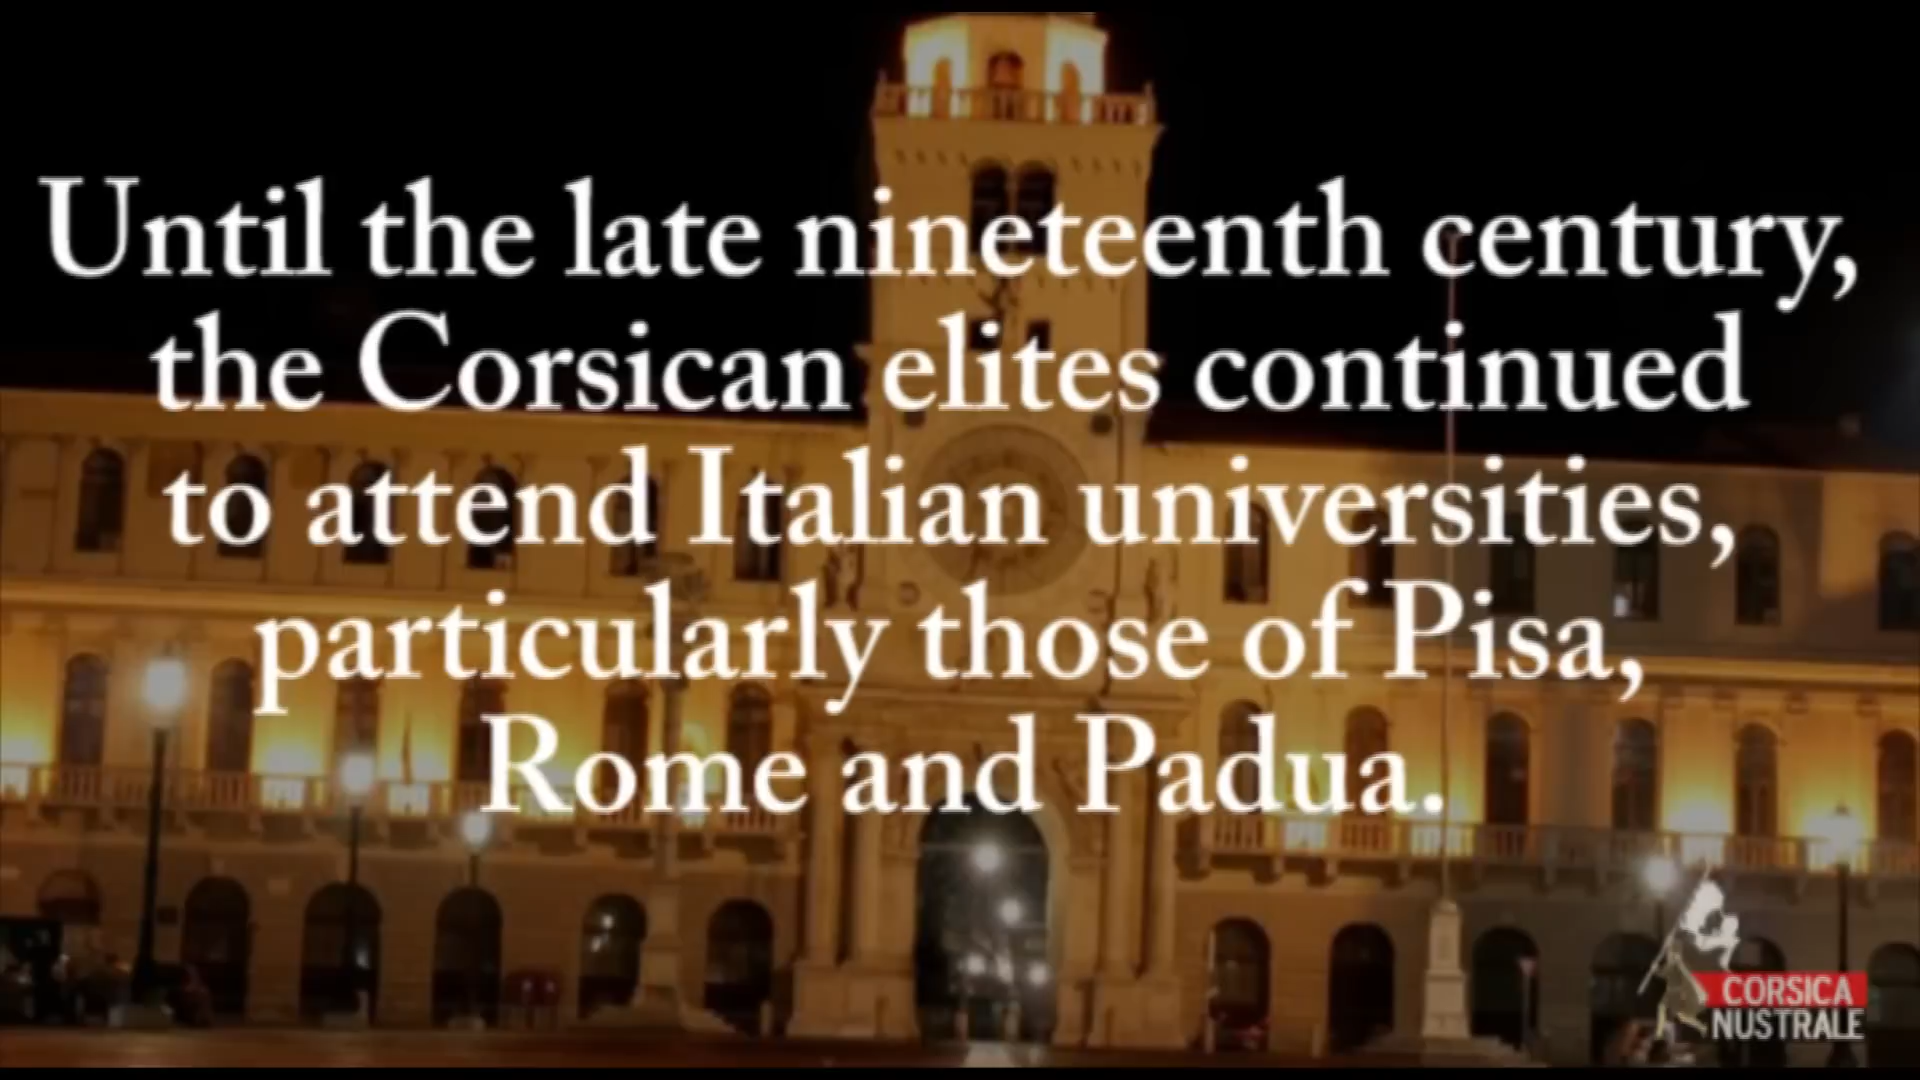 Until the late nineteenth century,
the Corsican elites continued
to attend Italian universities,
particularly those of Pisa,
Rome and Padua.
CORSICA
NUSTRALE